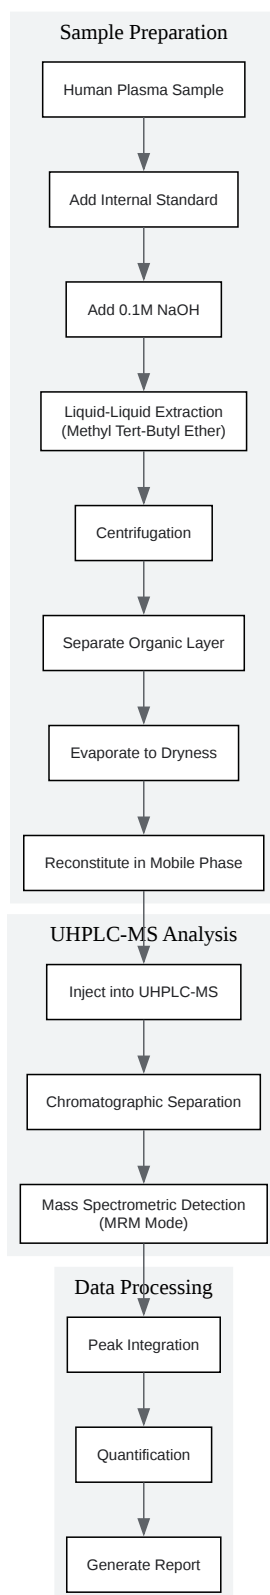 Sample Preparation
Human Plasma Sample
Add Internal Standard
Add 0.1M NaOH
Liquid-Liquid Extraction
(Methyl Tert-Butyl Ether)
Centrifugation
Separate Organic Layer
Evaporate to Dryness
Reconstitute in Mobile Phase
UHPLC-MS Analysis
Inject into UHPLC-MS
Chromatographic Separation
Mass Spectrometric Detection
(MRM Mode)
Data Processing
Peak Integration
Quantification
Generate Report